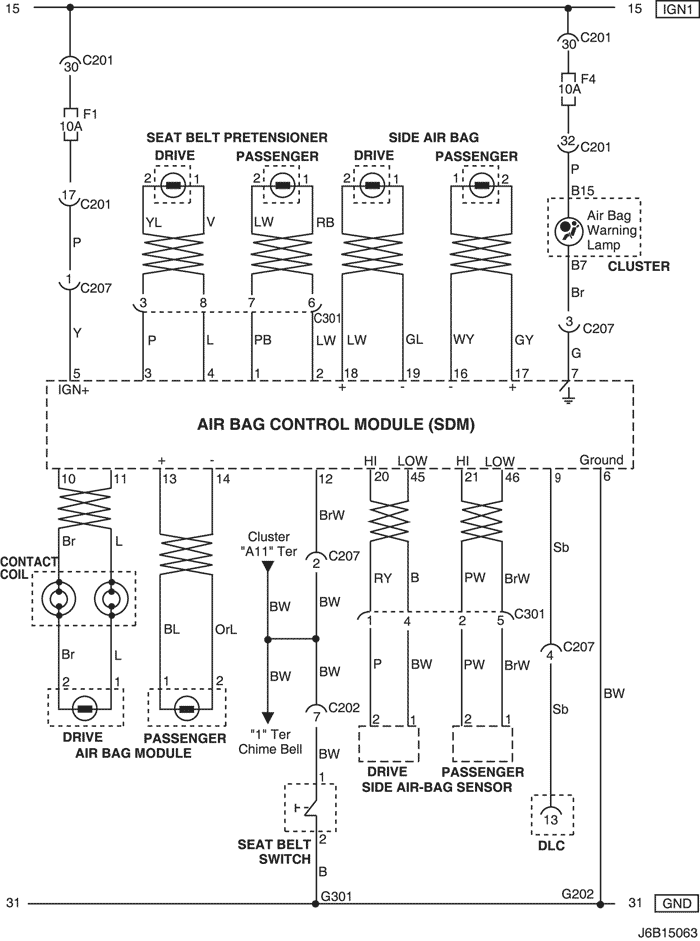 15 15 IGN1
30 C201 30 C201
F1 10A F4 10A
32 C201
SEAT BELT PRETENSIONER SIDE AIR BAG
DRIVE PASSENGER DRIVE PASSENGER
2 1 2 1 2 1 1 2
P
17 C201 B15
YL V LW RB
Air Bag
Warning
Lamp
P
B7 CLUSTER
1 C207 Br
3 8 7 6 C301
3 C207
Y P L PB LW LW GL WY GY G
5 3 4 1 2 18 19 16 17 7
IGN+ + - - +
AIR BAG CONTROL MODULE (SDM)
+ - HI LOW HI LOW Ground
10 11 13 14 12 20 45 21 46 9 6
BrW
Br L Cluster
"A11" Ter
Sb
C207
2
CONTACT
COIL
RY B PW BrW
BW BW
C301
1 4 2 5
BL OrL
C207
4
Br L P BW PW BrW
BW BW
2 1 1 2 BW
C202
7
Sb
"1" Ter
Chime Bell
2 1 2 1
DRIVE PASSENGER
AIR BAG MODULE
BW
DRIVE PASSENGER
SIDE AIR-BAG SENSOR
1
13
DLC
SEAT BELT
SWITCH
2
B
G301 G202
31 31 GND
J6B15063